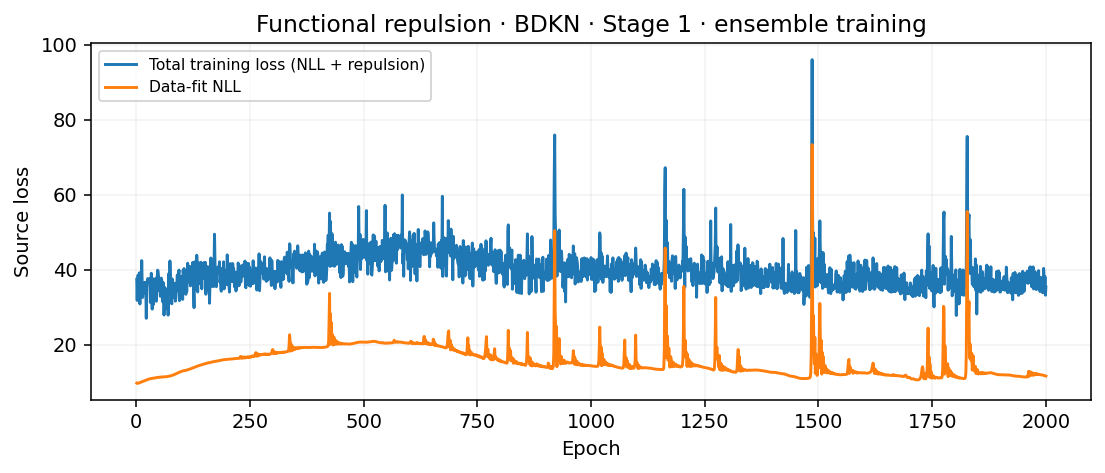 Functional repulsion · BDKN · Stage 1 · ensemble training
100
80
60
40
20
Source loss
Total training loss (NLL + repulsion)
Data-fit NLL
0 250 500 750 1000 1250 1500 1750 2000
Epoch